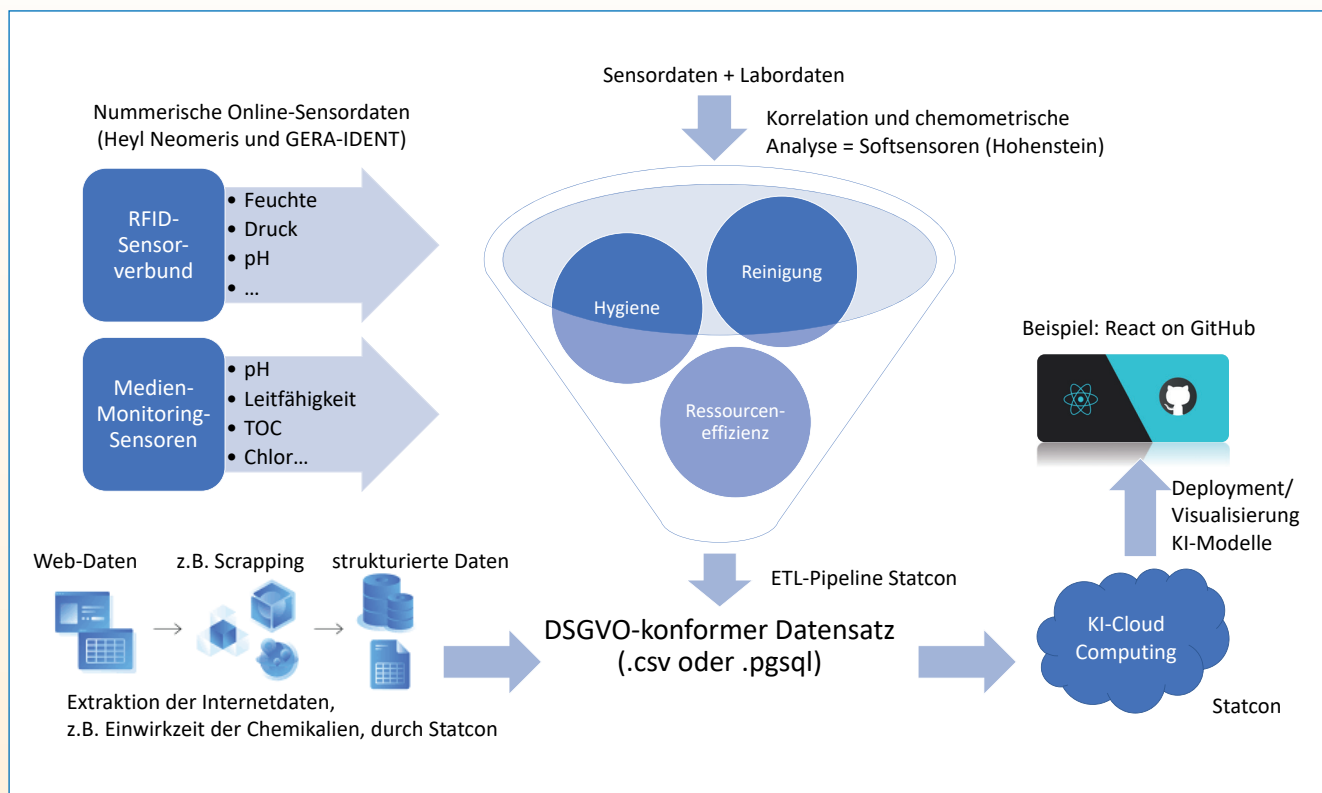 Sensordaten + Labordaten
Nummerische Online-Sensordaten
(Heyl Neomeris und GERA-IDENT)
Korrelation und chemometrische
Analyse = Softsensoren (Hohenstein)
RFID-
Sensor-
verbund
• Feuchte
• Druck
• pH
• ...
Medien-
Monitoring-
Sensoren
• pH
• Leitfähigkeit
• TOC
• Chlor...
Hygiene
Reinigung
Ressourcen-
effizienz
Beispiel: React on GitHub
Deployment/
Visualisierung
KI-Modelle
Web-Daten
z.B. Scrapping
strukturierte Daten
ETL-Pipeline Statcon
DSGVO-konformer Datensatz
(.csv oder .pgsql)
KI-Cloud
Computing
Statcon
Extraktion der Internetdaten,
z.B. Einwirkzeit der Chemikalien, durch Statcon